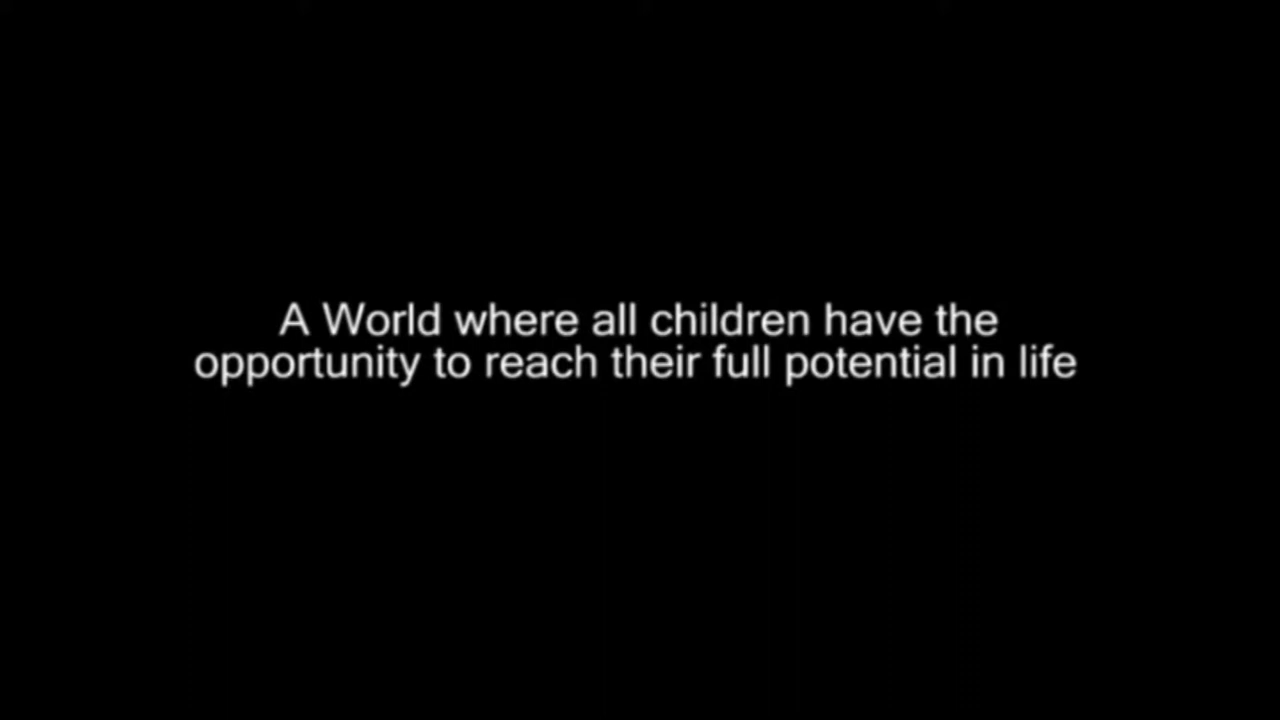 A World where all children have the
opportunity to reach their full potential in life